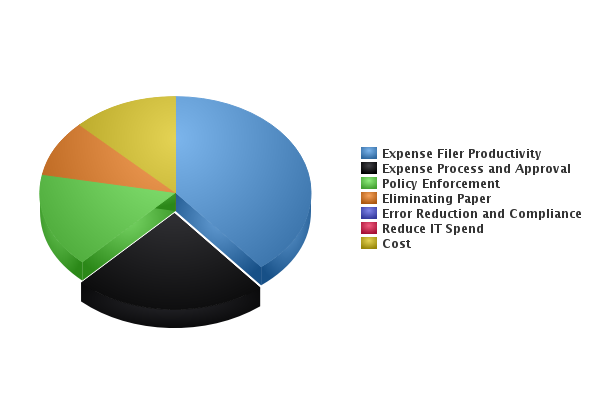 Expense Filer Productivity
Expense Process and Approval
Policy Enforcement
Eliminating Paper
Error Reduction and Compliance
Reduce IT Spend
Cost